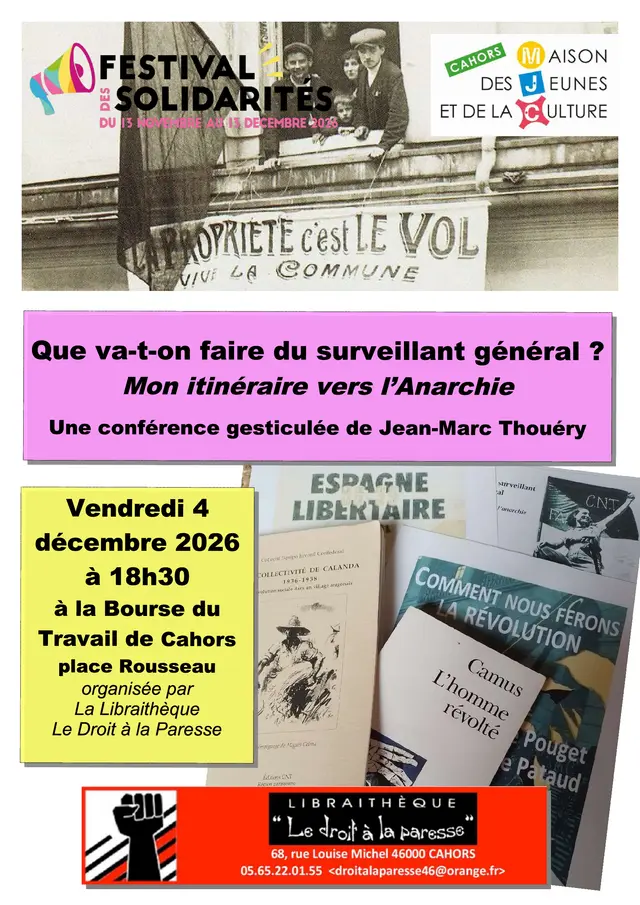 FESTIVAL
DES
SOLIDARITÉS
DU 13 NOVEMBRE AU 13 DECEMBRE 2026
CAHORS
MAISON
DES JEUNES
ET DE LA CULTURE
LA PROPRIÉTÉ c'est LE VOL
VIVE LA COMMUNE
Que va-t-on faire du surveillant général ?
Mon itinéraire vers l'Anarchie
Une conférence gesticulée de Jean-Marc Thouéry
Vendredi 4
décembre 2026
à 18h30
à la Bourse du
Travail de Cahors
place Rousseau
organisée par
La Libraithèque
Le Droit à la Paresse
ESPAGNE
LIBERTAIRE
surveillant
l'anarchie
C.N.T.
COLLECTIVITÉ DE CALANDA
1936-1938
Éditions CNT
COMMENT NOUS FERONS
LA RÉVOLUTION
Camus
L'homme
révolté
Pouget
Pataud
LIBRAITHÈQUE
"Le droit à la paresse"
68, rue Louise Michel 46000 CAHORS
05.65.22.01.55 <droitalaparesse46@orange.fr>